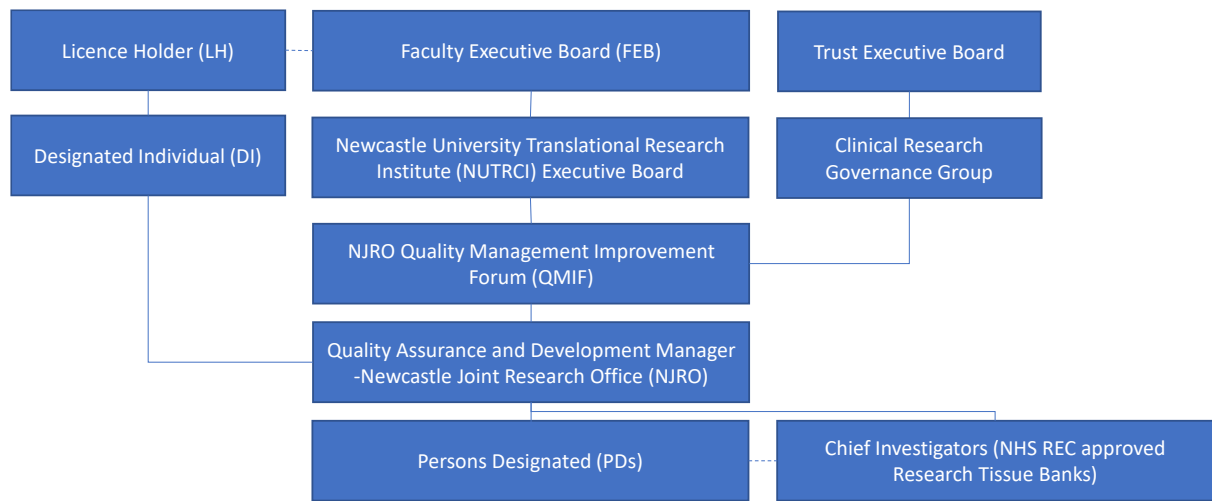 Licence Holder (LH)
Faculty Executive Board (FEB)
Trust Executive Board
Designated Individual (DI)
Newcastle University Translational Research
Institute (NUTRCI) Executive Board
Clinical Research
Governance Group
NJRO Quality Management Improvement
Forum (QMIF)
Quality Assurance and Development Manager
-Newcastle Joint Research Office (NJRO)
Persons Designated (PDs)
Chief Investigators (NHS REC approved
Research Tissue Banks)